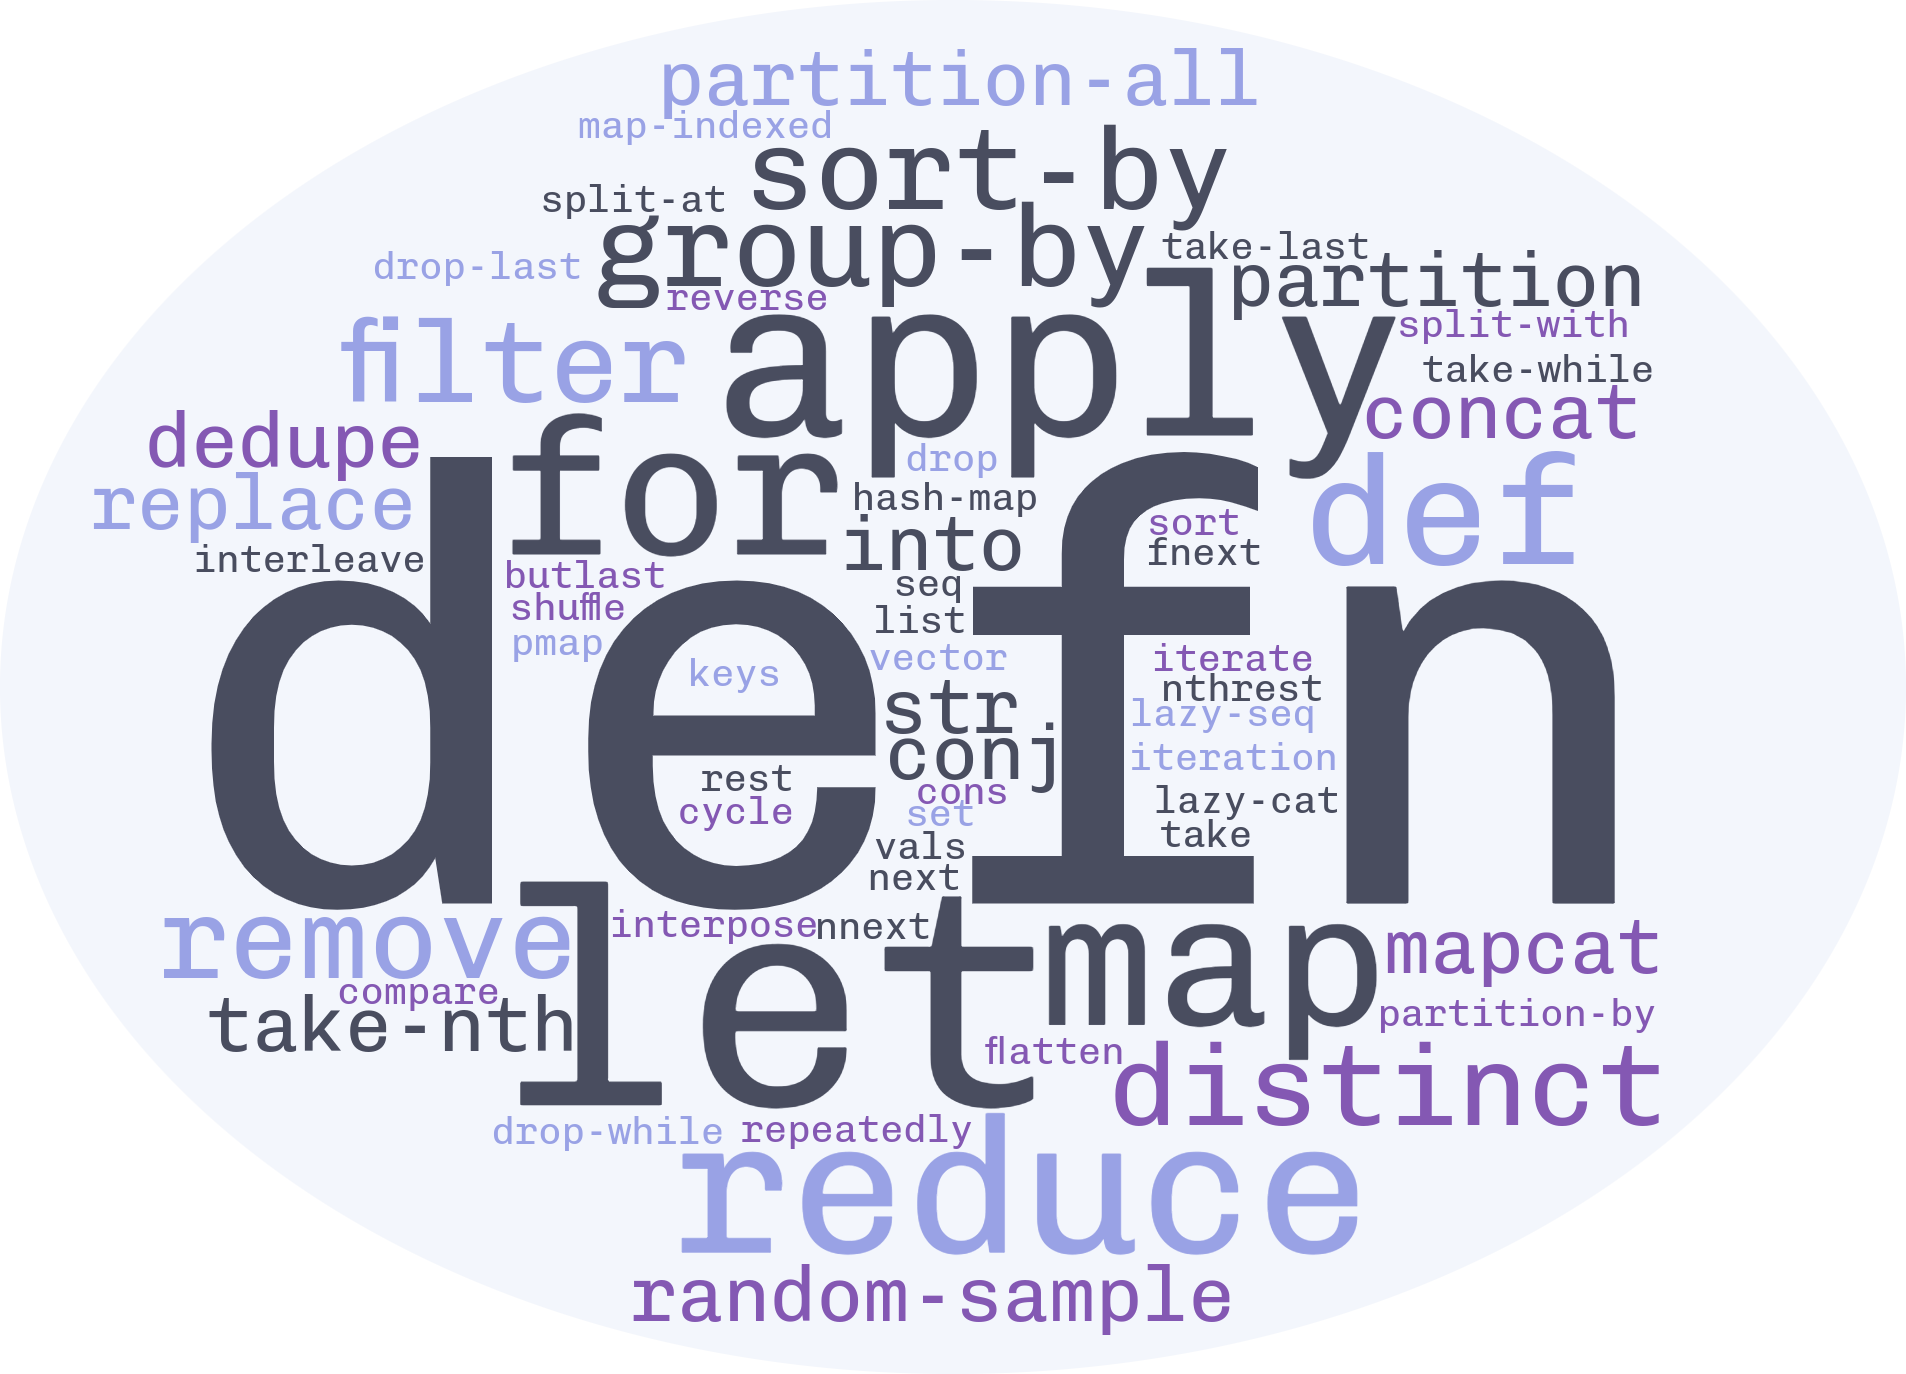 partition-all
map-indexed
sort-by
split-at
group-by
take-last
drop-last
partition
reverse
apply
filter
split-with
take-while
concat
dedupe
for
drop
def
replace
hash-map
into
sort
fnext
interleave
defn
butlast
seq
shuffle
list
pmap
vector
iterate
keys
nthrest
str
lazy-seq
conj
iteration
rest
cons
lazy-cat
cycle
set
take
vals
next
remove
interpose
nnext
let
map
mapcat
compare
take-nth
partition-by
flatten
distinct
drop-while
repeatedly
reduce
random-sample